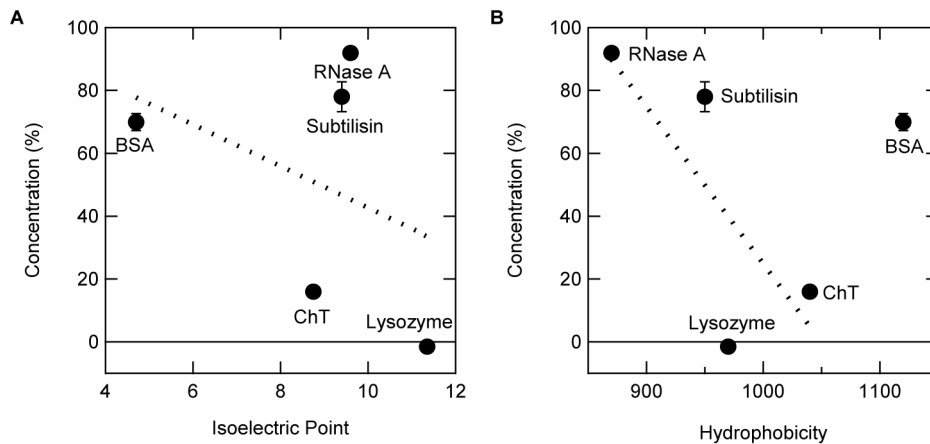 A
Concentration (%)
100
80
60
40
20
0
RNase A
Subtilisin
BSA
ChT
Lysozyme
4
6
8
10
12
Isoelectric Point
B
Concentration (%)
100
80
60
40
20
0
RNase A
Subtilisin
BSA
ChT
Lysozyme
900
1000
1100
Hydrophobicity